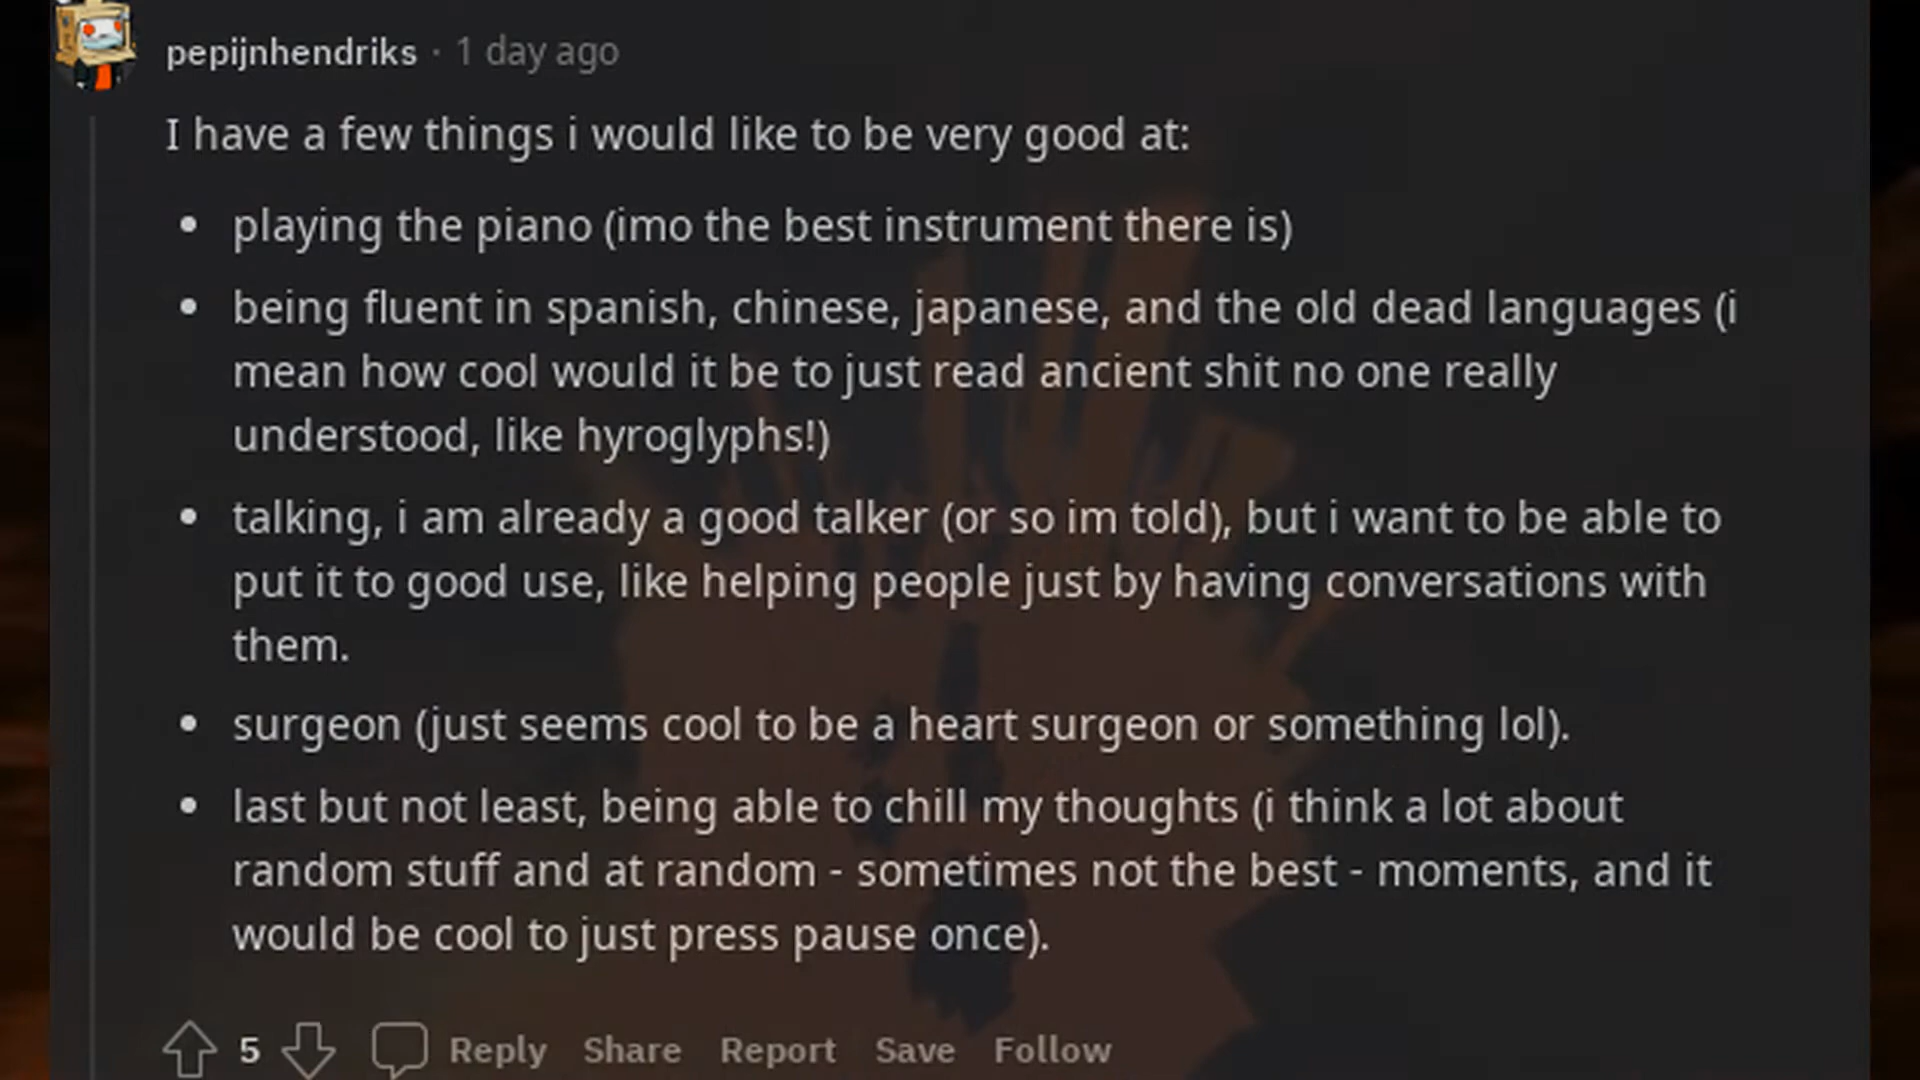 pepijnhendriks · 1 day ago
I have a few things i would like to be very good at:
• playing the piano (imo the best instrument there is)
• being fluent in spanish, chinese, japanese, and the old dead languages (i
mean how cool would it be to just read ancient shit no one really
understood, like hyroglyphs!)
• talking, i am already a good talker (or so im told), but i want to be able to
put it to good use, like helping people just by having conversations with
them.
• surgeon (just seems cool to be a heart surgeon or something lol).
• last but not least, being able to chill my thoughts (i think a lot about
random stuff and at random - sometimes not the best - moments, and it
would be cool to just press pause once).
5 Reply Share Report Save Follow